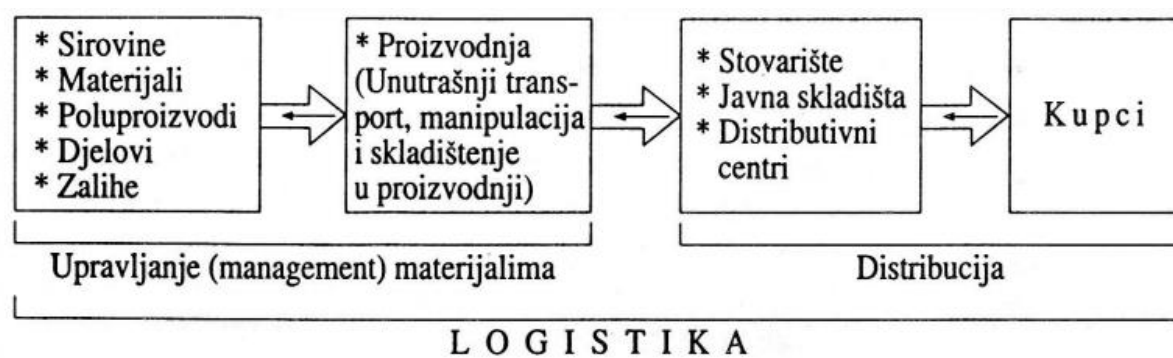 * Sirovine
* Materijali
* Poluproizvodi
* Djelovi
* Zalihe
* Proizvodnja
(Unutrašnji trans-
port, manipulacija
i skladištenje
u proizvodnji)
* Stovarište
* Javna skladišta
* Distributivni
centri
Kupci
Upravljanje (management) materijalima
Distribucija
LOGISTIKA